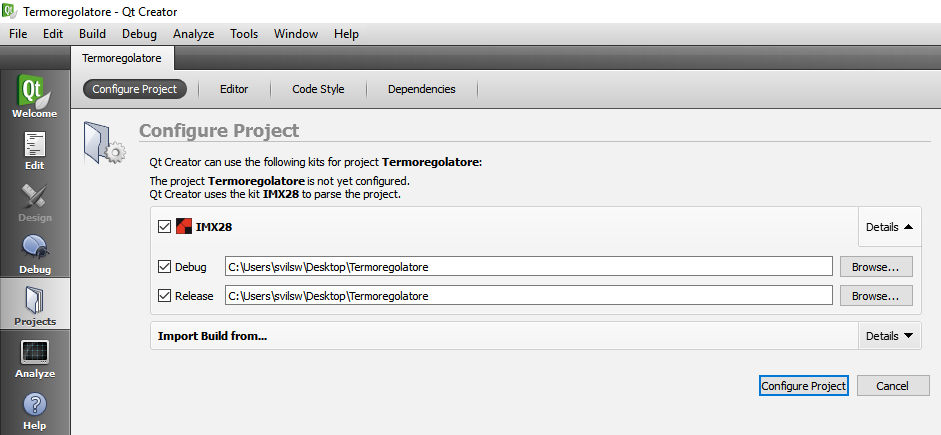 Termoregolatore - Qt Creator
File Edit Build Debug Analyze Tools Window Help
Termoregolatore
Configure Project Editor Code Style Dependencies
Qt
Welcome
Edit
Design
Debug
Projects
Analyze
Help
Configure Project
Qt Creator can use the following kits for project Termoregolatore:
The project Termoregolatore is not yet configured.
Qt Creator uses the kit IMX28 to parse the project.
IMX28 Details
Debug C:\Users\svilsw\Desktop\Termoregolatore Browse...
Release C:\Users\svilsw\Desktop\Termoregolatore Browse...
Import Build from... Details
Configure Project Cancel